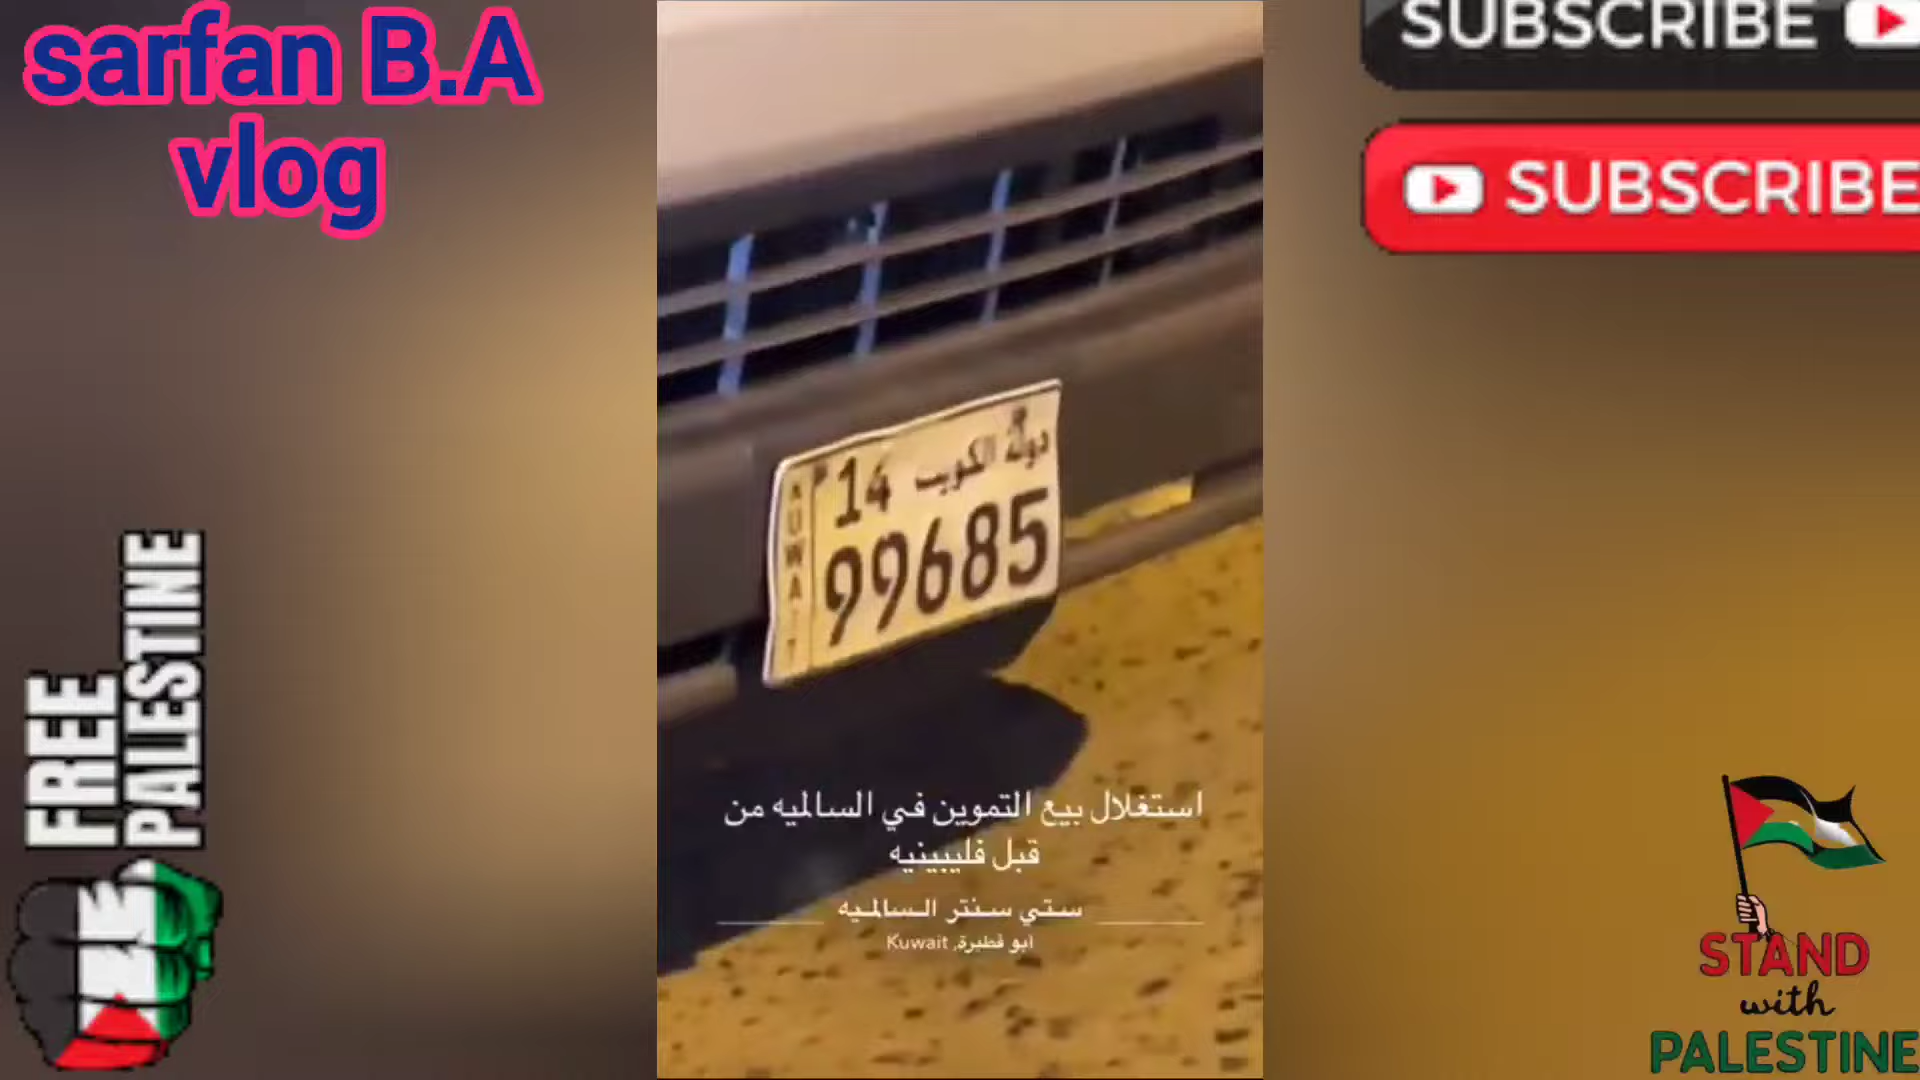 sarfan B.A
vlog
SUBSCRIBE
SUBSCRIBE
14 دولة الكويت
KUWAIT
99685
استغلال بيع التموين في السالميه من
قبل فليبينيه
ستي سنتر السالميه
أبو فطيرة, Kuwait
FREE
PALESTINE
STAND
with
PALESTINE